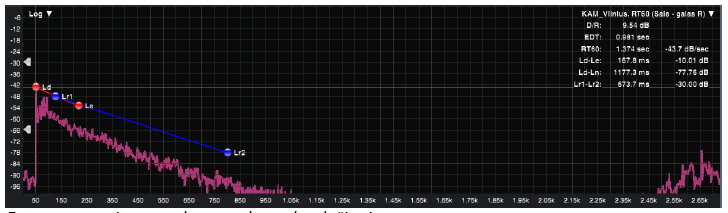 Log ▼
KAM_Vilnius. RT60 (Sale - galas R) ▼
D/R: 9.54 dB
EDT: 0.981 sec
RT60: 1.374 sec -43.7 dB/sec
Ld-Le: 167.8 ms -10.01 dB
Ld-Ln: 1177.3 ms -77.76 dB
Lr1-Lr2: 673.7 ms -30.00 dB
-6
-12
-18
-24
-30
-36
-42
-48
-54
-60
-66
-72
-78
-84
-90
-96
Ld
Lr1
Le
Lr2
50 150 250 350 450 550 650 750 850 950 1.05k 1.15k 1.25k 1.35k 1.45k 1.55k 1.65k 1.75k 1.85k 1.95k 2.05k 2.15k 2.25k 2.35k 2.45k 2.55k 2.65k